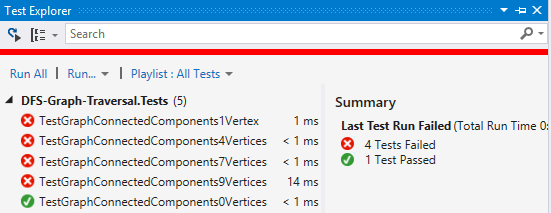 Test Explorer
Search
Run All | Run... | Playlist : All Tests
DFS-Graph-Traversal.Tests (5)
TestGraphConnectedComponents1Vertex 1 ms
TestGraphConnectedComponents4Vertices < 1 ms
TestGraphConnectedComponents7Vertices < 1 ms
TestGraphConnectedComponents9Vertices 14 ms
TestGraphConnectedComponents0Vertices < 1 ms
Summary
Last Test Run Failed (Total Run Time 0:
4 Tests Failed
1 Test Passed